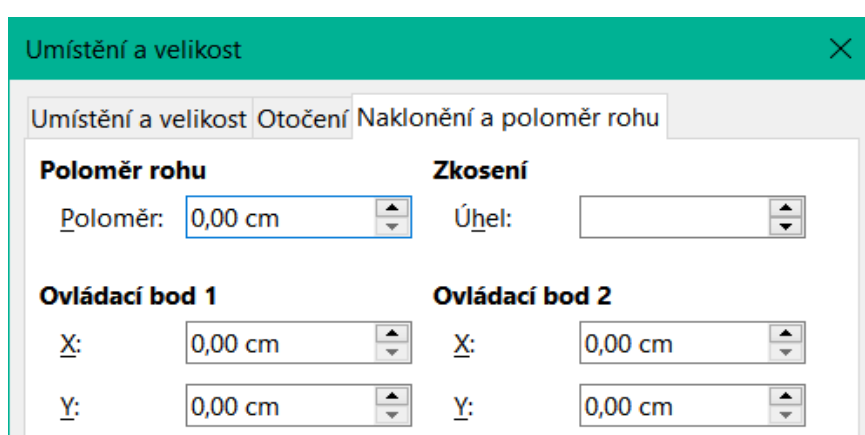 Umístění a velikost
Umístění a velikost Otočení Naklonění a poloměr rohu
Poloměr rohu Zkosení
Poloměr: 0,00 cm Úhel:
Ovládací bod 1 Ovládací bod 2
X: 0,00 cm X: 0,00 cm
Y: 0,00 cm Y: 0,00 cm